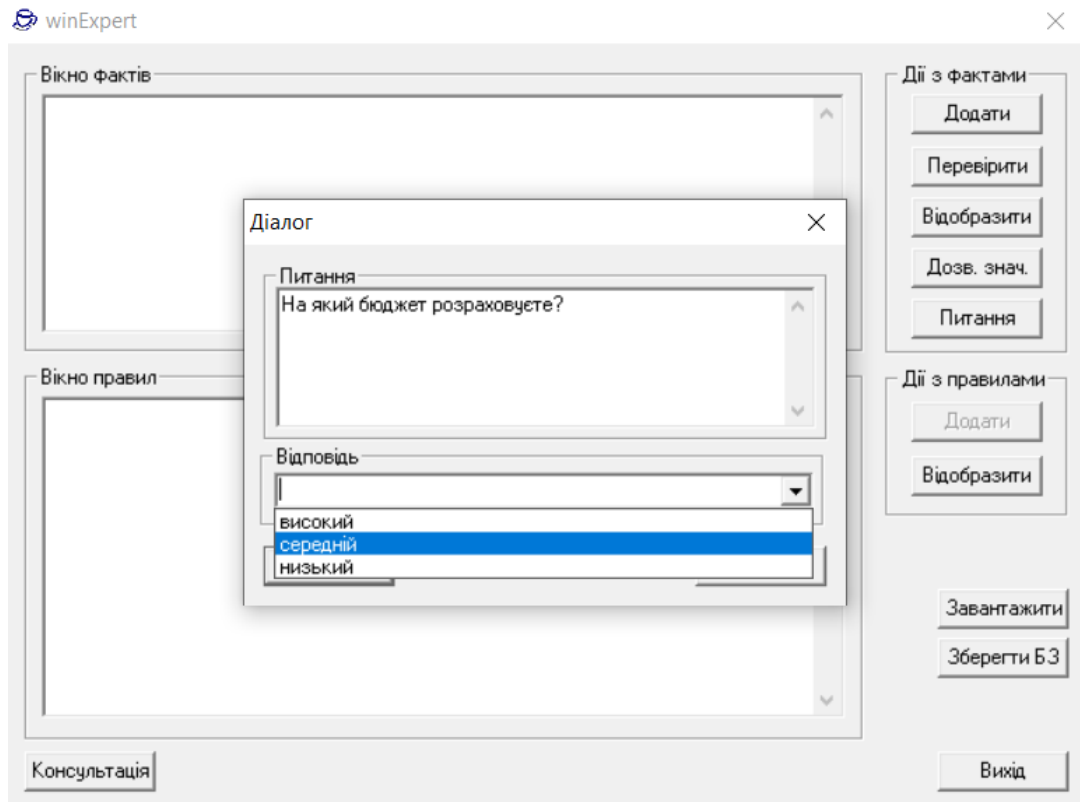 winExpert
Вікно фактів
Дії з фактами
Додати
Перевірити
Відобразити
Дозв. знач.
Питання
Діалог
Питання
На який бюджет розраховуєте?
Відповідь
високий
середній
низький
Вікно правил
Дії з правилами
Додати
Відобразити
Завантажити
Зберегти БЗ
Консультація
Вихід